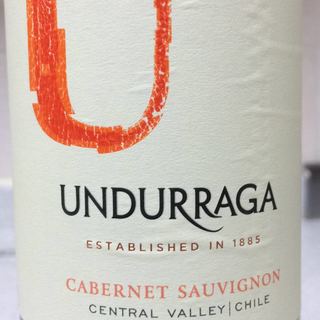 UNDURRAGA
ESTABLISHED IN 1885
CABERNET SAUVIGNON
CENTRAL VALLEY | CHILE